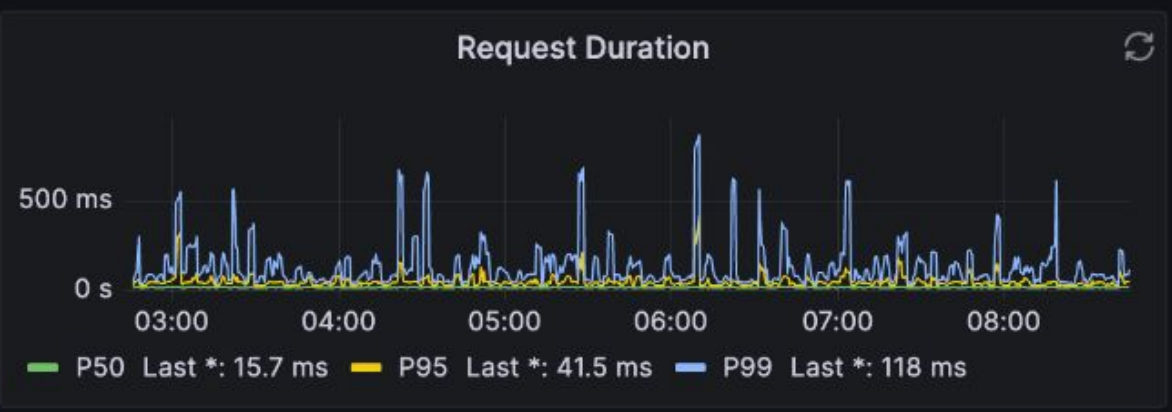 Request Duration
500 ms
0 s
03:00 04:00 05:00 06:00 07:00 08:00
P50 Last *: 15.7 ms P95 Last *: 41.5 ms P99 Last *: 118 ms